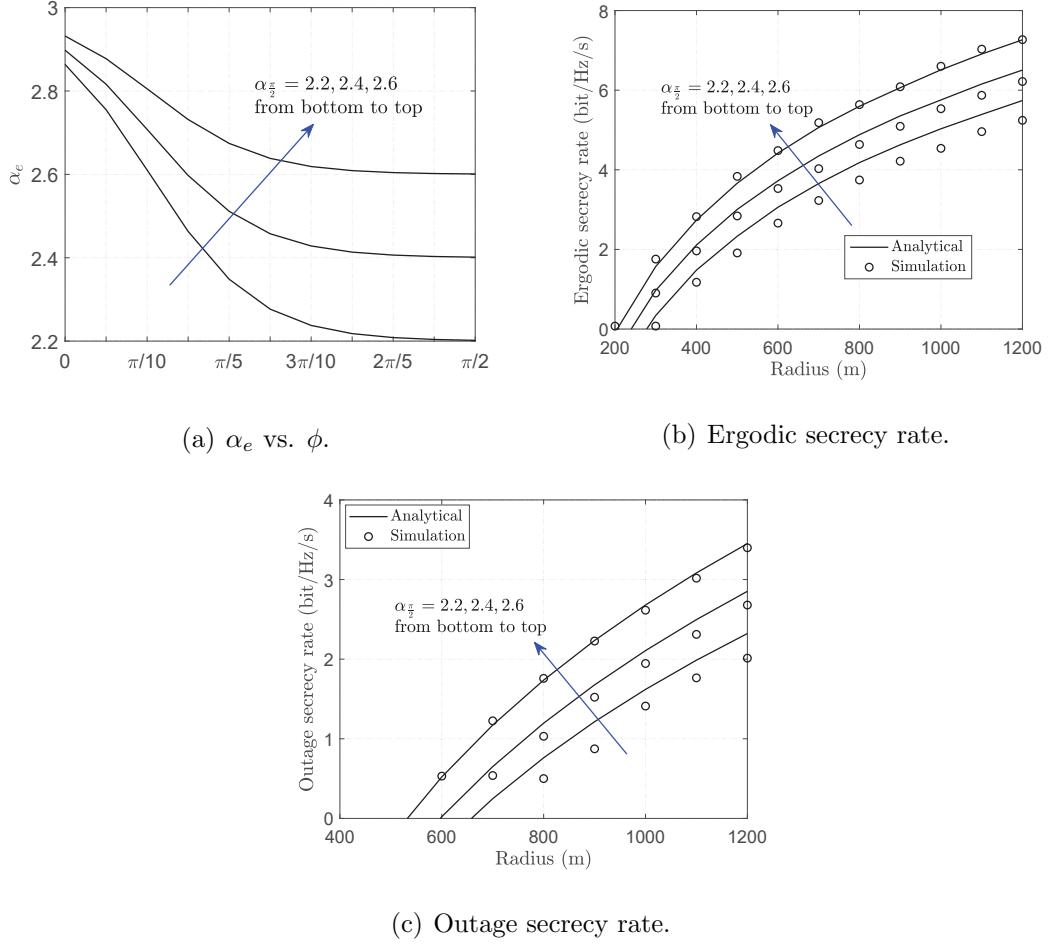 3
2.8
2.6
2.4
2.2
αₑ
0
π/10
π/5
3π/10
2π/5
π/2
α_{π/2} = 2.2, 2.4, 2.6
from bottom to top
(a) αₑ vs. ϕ.
8
6
4
2
0
Ergodic secrecy rate (bit/Hz/s)
200
400
600
800
1000
1200
Radius (m)
α_{π/2} = 2.2, 2.4, 2.6
from bottom to top
Analytical
Simulation
(b) Ergodic secrecy rate.
4
3
2
1
0
Outage secrecy rate (bit/Hz/s)
400
600
800
1000
1200
Radius (m)
Analytical
Simulation
α_{π/2} = 2.2, 2.4, 2.6
from bottom to top
(c) Outage secrecy rate.